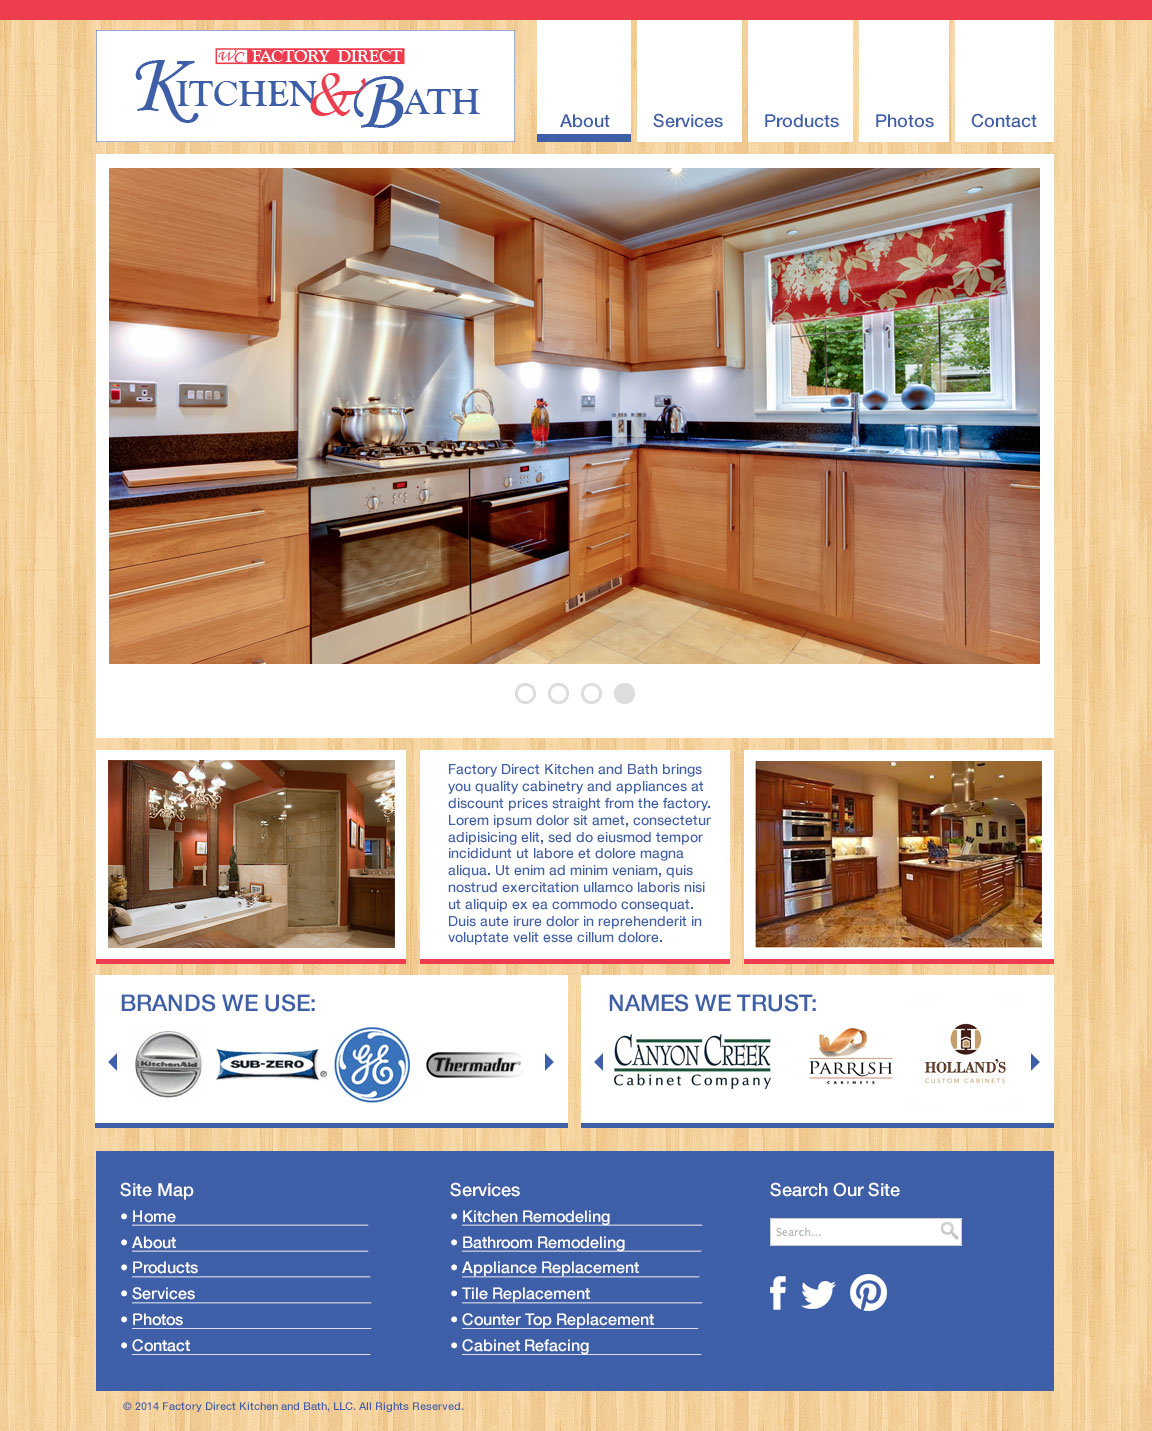 WC FACTORY DIRECT
KITCHEN & BATH
About
Services
Products
Photos
Contact
Factory Direct Kitchen and Bath brings
you quality cabinetry and appliances at
discount prices straight from the factory.
Lorem ipsum dolor sit amet, consectetur
adipisicing elit, sed do eiusmod tempor
incididunt ut labore et dolore magna
aliqua. Ut enim ad minim veniam, quis
nostrud exercitation ullamco laboris nisi
ut aliquip ex ea commodo consequat.
Duis aute irure dolor in reprehenderit in
voluptate velit esse cillum dolore.
BRANDS WE USE:
KitchenAid
SUB-ZERO ®
GE
Thermador
NAMES WE TRUST:
CANYON CREEK
Cabinet Company
PARRISH
CABINETS
HOLLAND'S
CUSTOM CABINETS
Site Map
• Home
• About
• Products
• Services
• Photos
• Contact
Services
• Kitchen Remodeling
• Bathroom Remodeling
• Appliance Replacement
• Tile Replacement
• Counter Top Replacement
• Cabinet Refacing
Search Our Site
Search...
© 2014 Factory Direct Kitchen and Bath, LLC. All Rights Reserved.